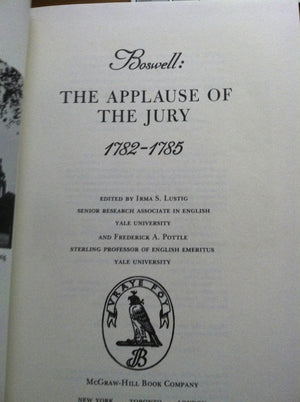 Boswell:
THE APPLAUSE OF
THE JURY
1782–1785
EDITED BY IRMA S. LUSTIG
SENIOR RESEARCH ASSOCIATE IN ENGLISH
YALE UNIVERSITY
AND FREDERICK A. POTTLE
STERLING PROFESSOR OF ENGLISH EMERITUS
YALE UNIVERSITY
VRAYE FOY
JB
MCGRAW-HILL BOOK COMPANY
NEW YORK TORONTO LONDON